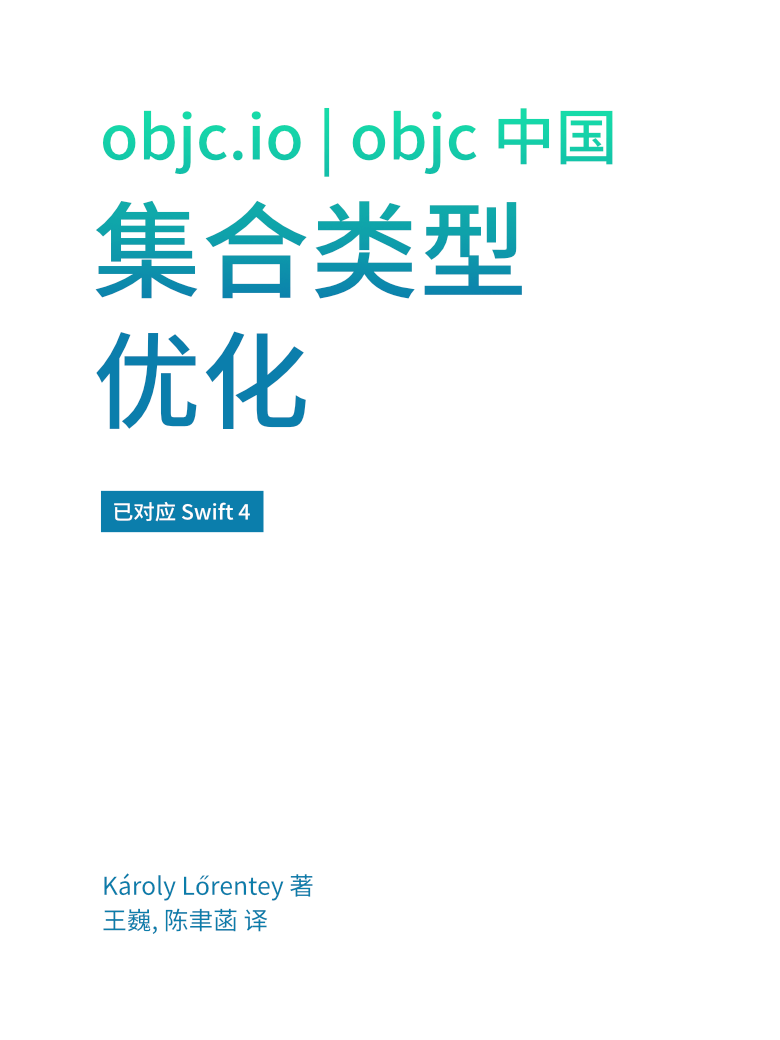 objc.io | objc 中国
集合类型
优化
已对应 Swift 4
Károly Lőrentey 著
王巍, 陈聿菡 译